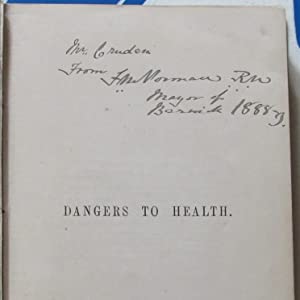 Mr. Cruden
From F M Norman RN
Mayor of
Berwick 1888-9.
DANGERS TO HEALTH.